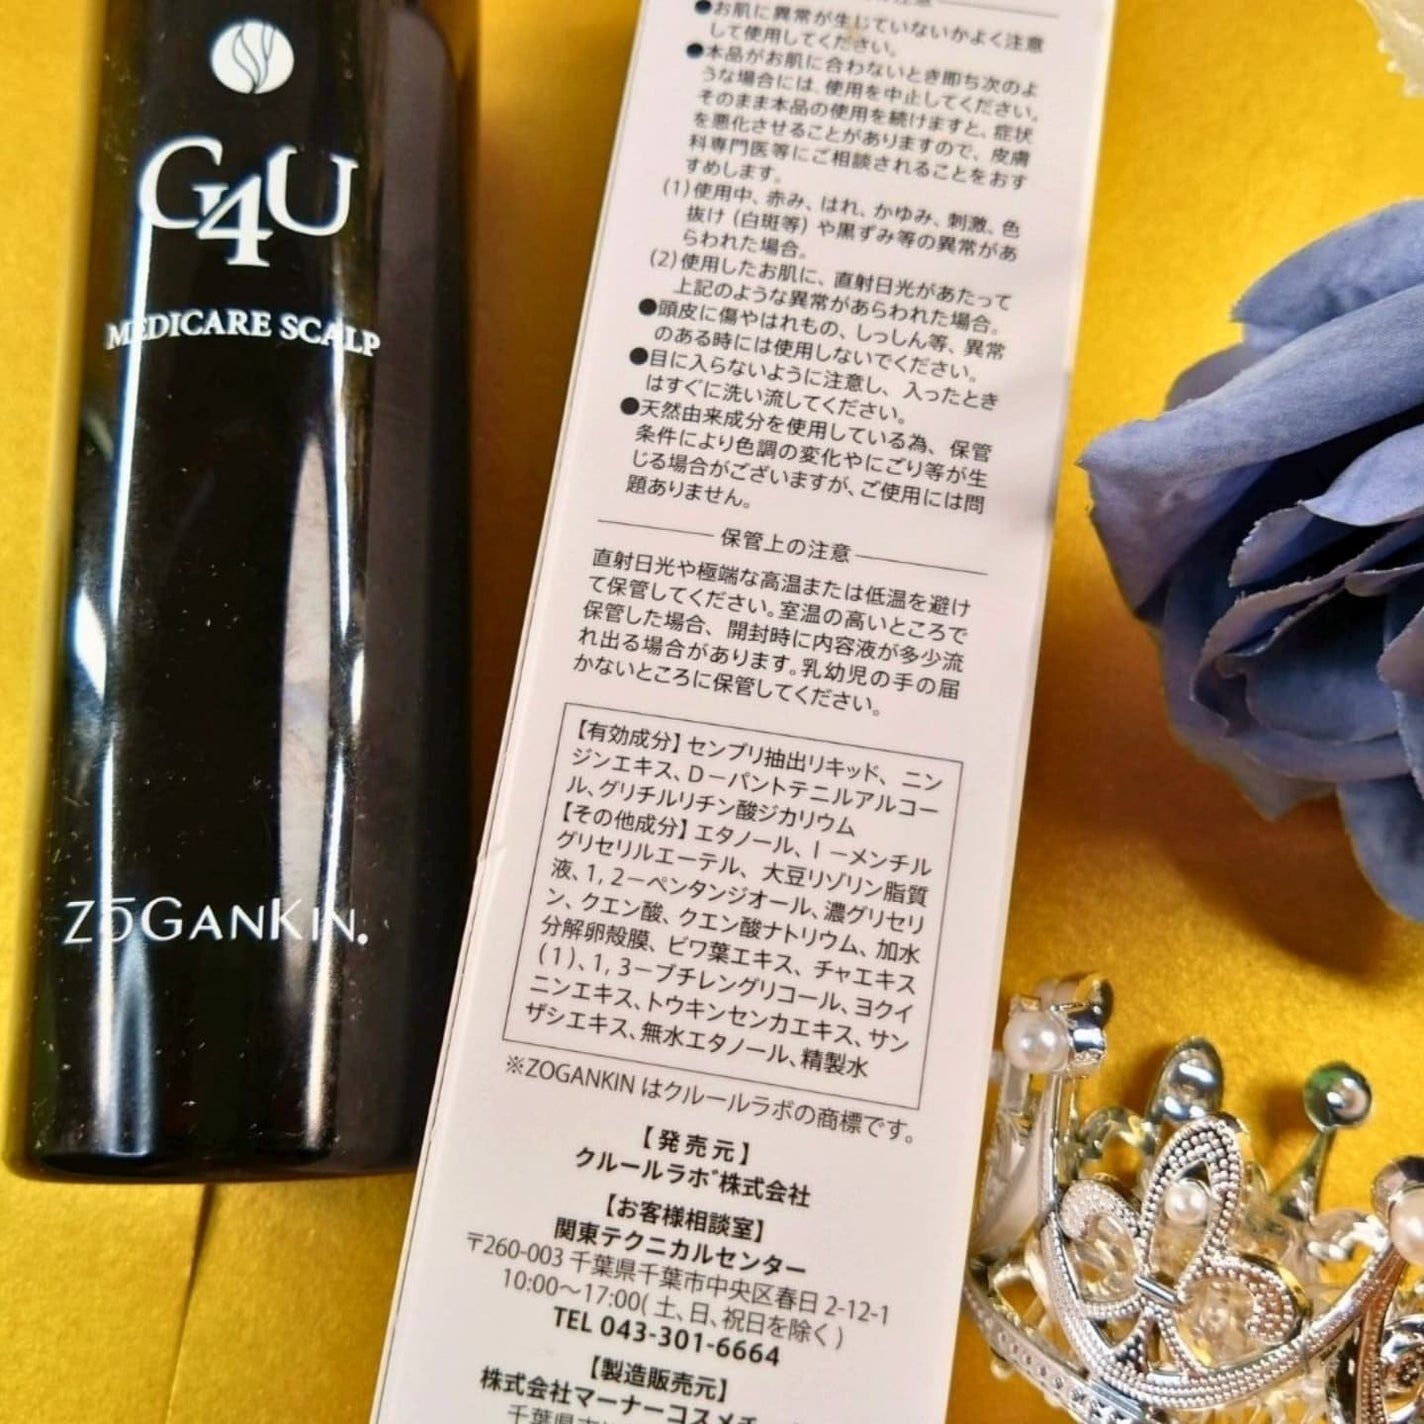 G4U
MEDICARE SCALP
ZōGANKIN.
●お肌に異常が生じていないかよく注意
して使用してください。
●本品がお肌に合わないとき即ち次のよ
うな場合には、使用を中止してください。
そのまま本品の使用を続けますと、症状
を悪化させることがありますので、皮膚
科専門医等にご相談されることをおす
すめします。
(1)使用中、赤み、はれ、かゆみ、刺激、色
抜け(白斑等)や黒ずみ等の異常があ
らわれた場合。
(2)使用したお肌に、直射日光があたって
上記のような異常があらわれた場合。
●頭皮に傷やはれもの、しっしん等、異常
のある時には使用しないでください。
●目に入らないように注意し、入ったとき
はすぐに洗い流してください。
●天然由来成分を使用している為、保管
条件により色調の変化やにごり等が生
じる場合がございますが、ご使用には問
題ありません。
保管上の注意
直射日光や極端な高温または低温を避け
て保管してください。室温の高いところで
保管した場合、開封時に内容液が多少流
れ出る場合があります。乳幼児の手の届
かないところに保管してください。
【有効成分】センブリ抽出リキッド、ニン
ジンエキス、D－パントテニルアルコー
ル、グリチルリチン酸ジカリウム
【その他成分】エタノール、l－メンチル
グリセリルエーテル、大豆リゾリン脂質
液、1,2－ペンタンジオール、濃グリセリ
ン、クエン酸、クエン酸ナトリウム、加水
分解卵殻膜、ビワ葉エキス、チャエキス
(1)、1,3－ブチレングリコール、ヨクイ
ニンエキス、トウキンセンカエキス、サン
ザシエキス、無水エタノール、精製水
※ZOGANKIN はクルールラボの商標です。
【発売元】
クルールラボ®株式会社
【お客様相談室】
関東テクニカルセンター
〒260-003 千葉県千葉市中央区春日 2-12-1
10:00～17:00( 土、日、祝日を除く )
TEL 043-301-6664
【製造販売元】
株式会社マーナーコスメチ
千葉県